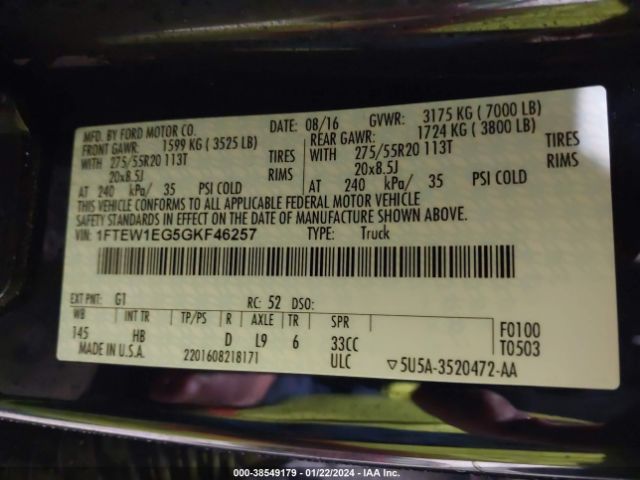 MFD. BY FORD MOTOR CO.
DATE: 08/16 GVWR: 3175 KG ( 7000 LB)
FRONT GAWR: 1599 KG ( 3525 LB) REAR GAWR: 1724 KG ( 3800 LB)
WITH 275/55R20 113T TIRES WITH 275/55R20 113T TIRES
20x8.5J RIMS 20x8.5J RIMS
AT 240 kPa/ 35 PSI COLD AT 240 kPa/ 35 PSI COLD
THIS VEHICLE CONFORMS TO ALL APPLICABLE FEDERAL MOTOR VEHICLE
SAFETY STANDARDS IN EFFECT ON THE DATE OF MANUFACTURE SHOWN ABOVE.
1FTEW1EG5GKF46257 TYPE: Truck
EXT PNT: G1 RC: 52 DSO:
WB INT TR TP/PS R AXLE TR SPR
145 HB D L9 6 33CC F0100
MADE IN U.S.A. 2201608218171 ULC T0503
▽5U5A-3520472-AA
000-38549179 - 01/22/2024 - IAA Inc.